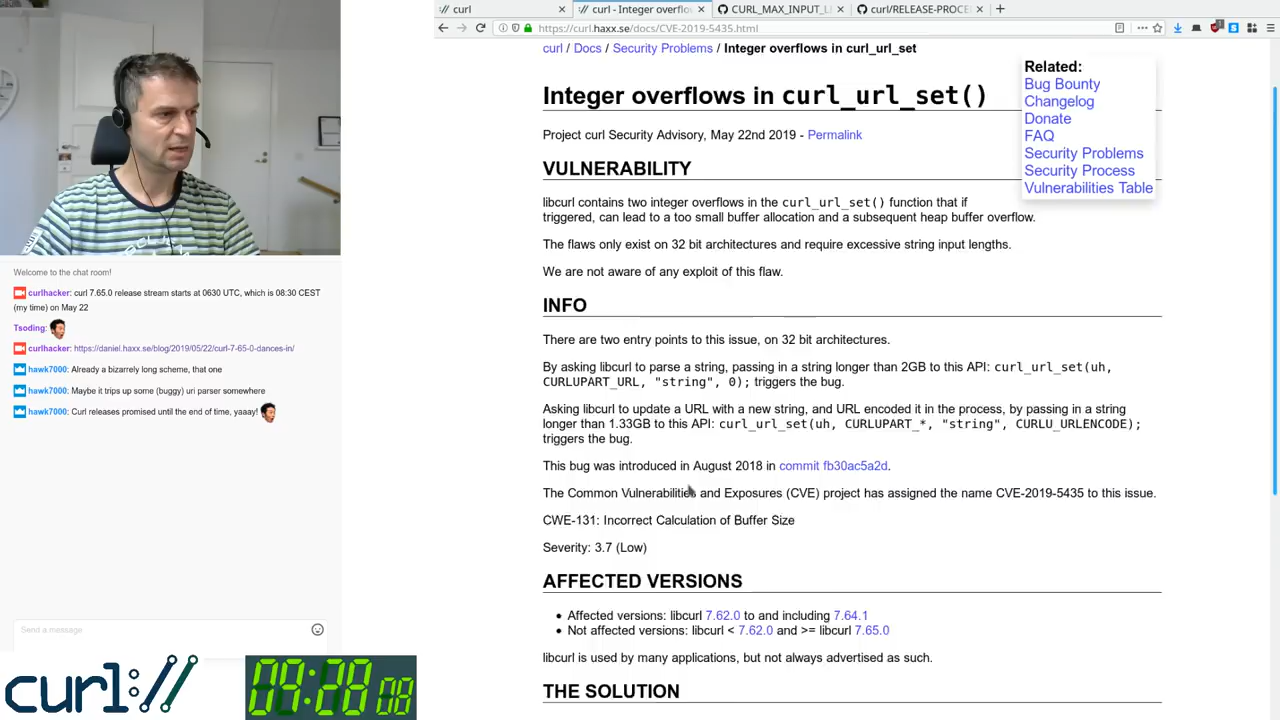 curl
curl - Integer overflo
CURL_MAX_INPUT_L
curl/RELEASE-PROCE
https://curl.haxx.se/docs/CVE-2019-5435.html
curl / Docs / Security Problems / Integer overflows in curl_url_set
Related:
Bug Bounty
Changelog
Donate
FAQ
Security Problems
Security Process
Vulnerabilities Table
Integer overflows in curl_url_set()
Project curl Security Advisory, May 22nd 2019 - Permalink
VULNERABILITY
libcurl contains two integer overflows in the curl_url_set() function that if
triggered, can lead to a too small buffer allocation and a subsequent heap buffer overflow.
The flaws only exist on 32 bit architectures and require excessive string input lengths.
We are not aware of any exploit of this flaw.
INFO
There are two entry points to this issue, on 32 bit architectures.
By asking libcurl to parse a string, passing in a string longer than 2GB to this API: curl_url_set(uh,
CURLUPART_URL, "string", 0); triggers the bug.
Asking libcurl to update a URL with a new string, and URL encoded it in the process, by passing in a string
longer than 1.33GB to this API: curl_url_set(uh, CURLUPART_*, "string", CURLU_URLENCODE);
triggers the bug.
This bug was introduced in August 2018 in commit fb30ac5a2d.
The Common Vulnerabilities and Exposures (CVE) project has assigned the name CVE-2019-5435 to this issue.
CWE-131: Incorrect Calculation of Buffer Size
Severity: 3.7 (Low)
AFFECTED VERSIONS
• Affected versions: libcurl 7.62.0 to and including 7.64.1
• Not affected versions: libcurl < 7.62.0 and >= libcurl 7.65.0
libcurl is used by many applications, but not always advertised as such.
THE SOLUTION
Welcome to the chat room!
curlhacker: curl 7.65.0 release stream starts at 0630 UTC, which is 08:30 CEST
(my time) on May 22
Tsoding:
curlhacker: https://daniel.haxx.se/blog/2019/05/22/curl-7-65-0-dances-in/
hawk7000: Already a bizarrely long scheme, that one
hawk7000: Maybe it trips up some (buggy) uri parser somewhere
hawk7000: Curl releases promised until the end of time, yaaay!
Send a message
curl://